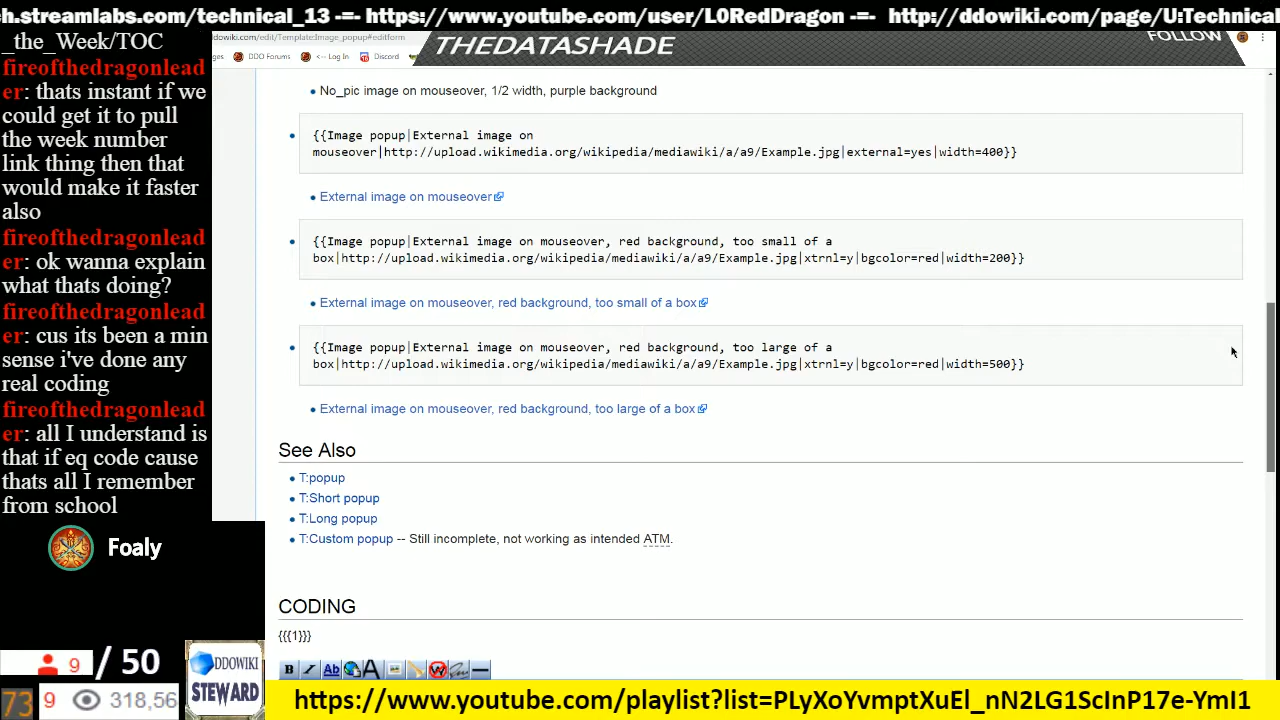 ch.streamlabs.com/technical_13 -=- https://www.youtube.com/user/L0RedDragon -=- http://ddowiki.com/page/U:Technical
_the_Week/TOC
fireofthedragonlead
er: thats instant if we
could get it to pull
the week number
link thing then that
would make it faster
also
fireofthedragonlead
er: ok wanna explain
what thats doing?
fireofthedragonlead
er: cus its been a min
sense i've done any
real coding
fireofthedragonlead
er: all I understand is
that if eq code cause
thats all I remember
from school
Foaly
9 / 50
73 9 318,56
DDOWIKI
STEWARD
dowiki.com/edit/Template:Image_popup#editform
ges DDO Forums <-- Log In Discord
THEDATASHADE
FOLLOW
No_pic image on mouseover, 1/2 width, purple background
{{Image popup|External image on
mouseover|http://upload.wikimedia.org/wikipedia/mediawiki/a/a9/Example.jpg|external=yes|width=400}}
External image on mouseover
{{Image popup|External image on mouseover, red background, too small of a
box|http://upload.wikimedia.org/wikipedia/mediawiki/a/a9/Example.jpg|xtrnl=y|bgcolor=red|width=200}}
External image on mouseover, red background, too small of a box
{{Image popup|External image on mouseover, red background, too large of a
box|http://upload.wikimedia.org/wikipedia/mediawiki/a/a9/Example.jpg|xtrnl=y|bgcolor=red|width=500}}
External image on mouseover, red background, too large of a box
See Also
T:popup
T:Short popup
T:Long popup
T:Custom popup -- Still incomplete, not working as intended ATM.
CODING
{{{1}}}
B I Ab A W
https://www.youtube.com/playlist?list=PLyXoYvmptXuEl_nN2LG1ScInP17e-YmI1